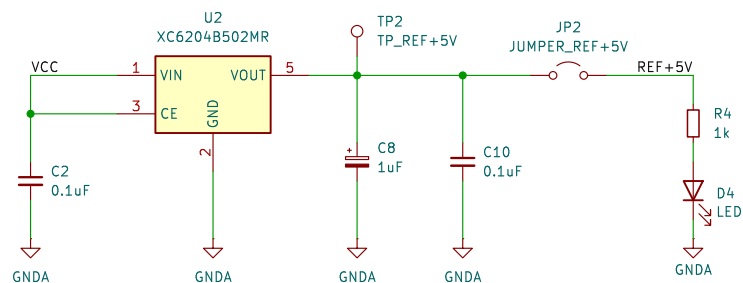 U2
XC6204B502MR
TP2
TP_REF+5V
JP2
JUMPER_REF+5V
VCC
1
VIN
VOUT
5
REF+5V
3
CE
GND
2
R4
1k
C2
0.1uF
+
C8
1uF
C10
0.1uF
D4
LED
GNDA
GNDA
GNDA
GNDA
GNDA